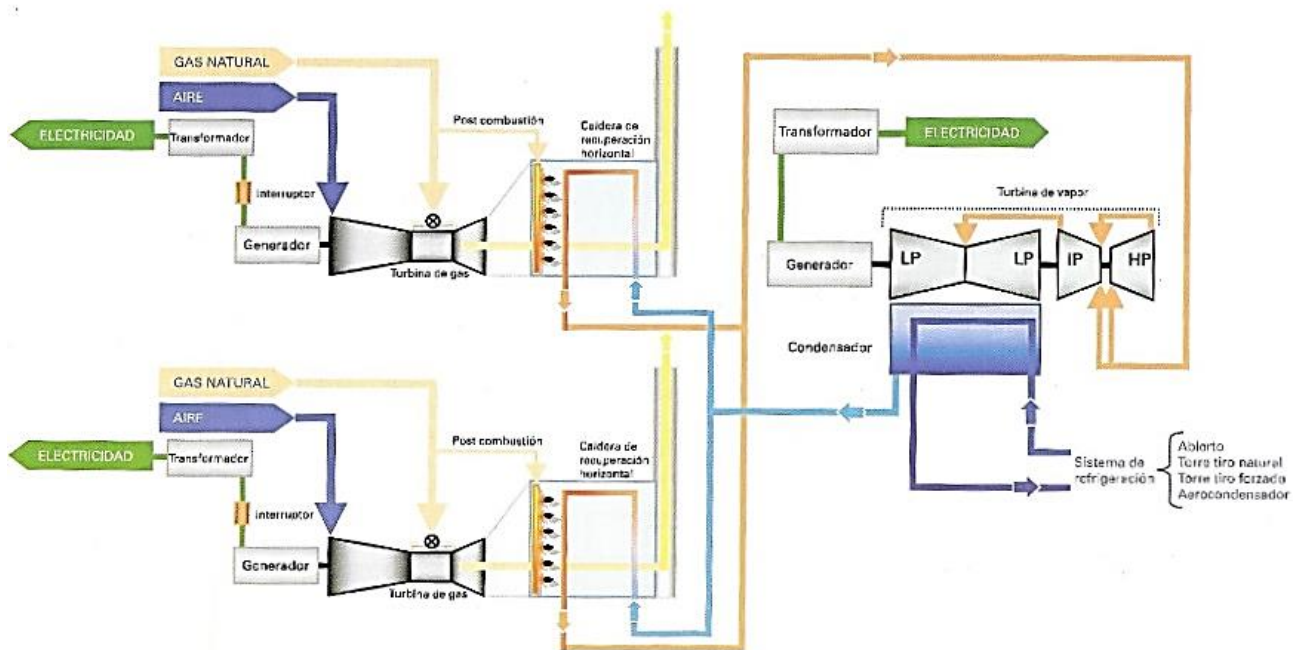 GAS NATURAL
AIRE
ELECTRICIDAD
Transformador
Interruptor
Generador
Turbina de gas
Post combustión
Caldera de
recuperación
horizontal
GAS NATURAL
AIRE
ELECTRICIDAD
Transformador
Interruptor
Generador
Turbina de gas
Post combustión
Caldera de
recuperación
horizontal
Transformador
ELECTRICIDAD
Turbina de vapor
Generador
LP
LP
IP
HP
Condensador
Sistema de
refrigeración
Abierto
Torre tiro natural
Torre tiro forzado
Aerocondensador